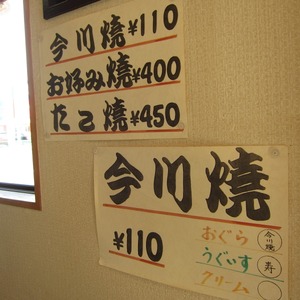 今川焼 ¥110
お好み焼 ¥400
たこ焼 ¥450
今川焼
¥110
おぐら 今川焼
うぐいす 寿
クリーム